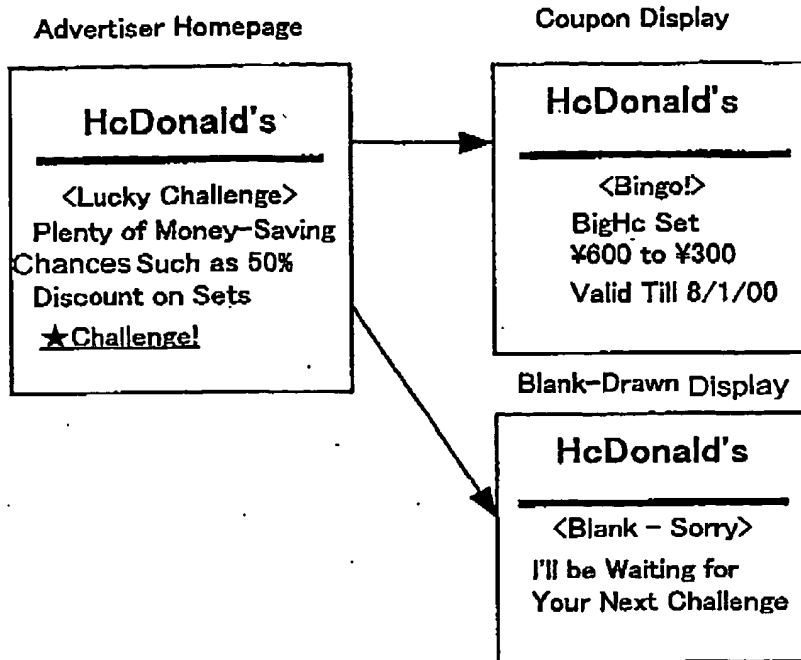 Advertiser Homepage
HcDonald's
<Lucky Challenge>
Plenty of Money-Saving
Chances Such as 50%
Discount on Sets
★Challenge!
Coupon Display
HcDonald's
<Bingo!>
BigHc Set
¥600 to ¥300
Valid Till 8/1/00
Blank-Drawn Display
HcDonald's
<Blank - Sorry>
I'll be Waiting for
Your Next Challenge